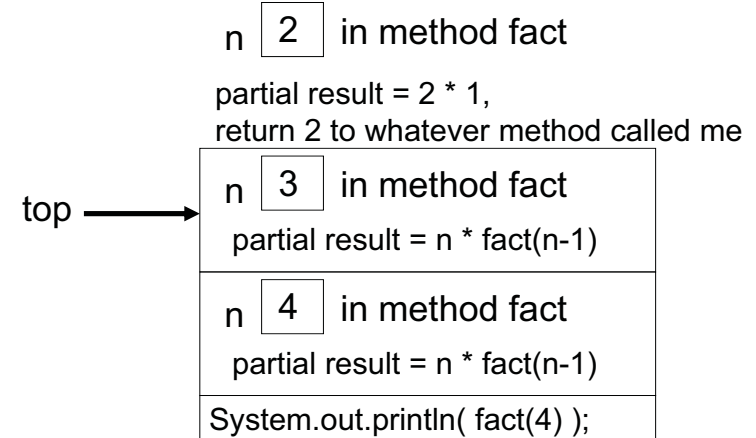 n 2 in method fact
partial result = 2 * 1,
return 2 to whatever method called me
top
n 3 in method fact
partial result = n * fact(n-1)
n 4 in method fact
partial result = n * fact(n-1)
System.out.println( fact(4) );